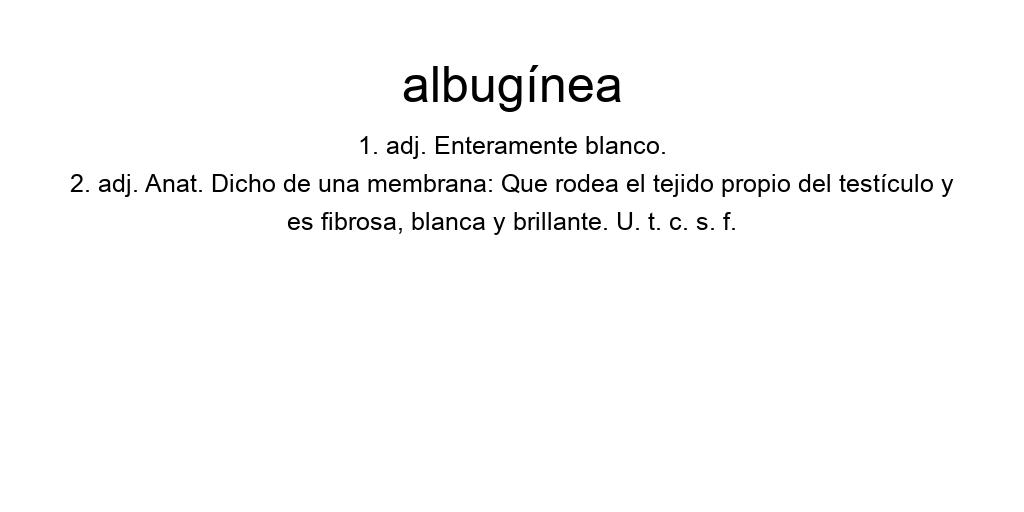 albugínea
1. adj. Enteramente blanco.
2. adj. Anat. Dicho de una membrana: Que rodea el tejido propio del testículo y
es fibrosa, blanca y brillante. U. t. c. s. f.